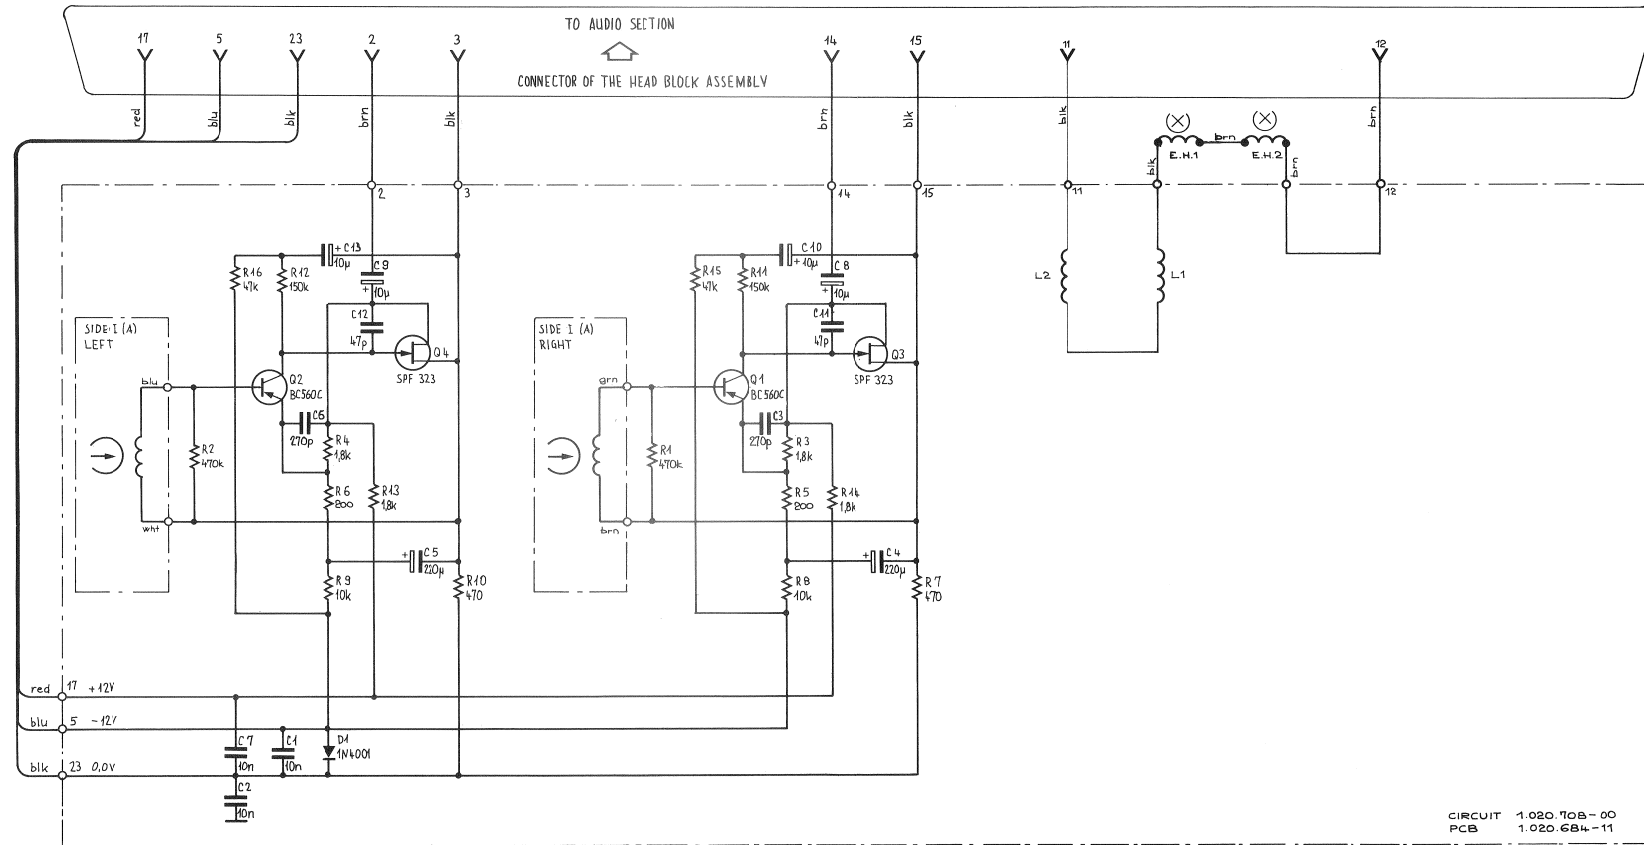 TO AUDIO SECTION
17
5
23
2
3
14
15
11
12
CONNECTOR OF THE HEAD BLOCK ASSEMBLY
red
blu
blk
brn
blk
brn
blk
blk
brn
E.H.1
brn
E.H.2
blk
brn
2
3
14
15
11
12
R16
47k
R12
150k
+ C13
10µ
C9
+
10µ
C12
47p
Q4
SPF 323
SIDE I (A)
LEFT
blu
wht
R2
470k
Q2
BC560C
C6
270p
R4
1,8k
R6
200
R13
1,8k
+ C5
220µ
R9
10k
R10
470
R15
47k
R11
150k
C10
+ 10µ
C8
+
10µ
C11
47p
Q3
SPF 323
SIDE I (A)
RIGHT
grn
brn
R1
470k
Q1
BC560C
C3
270p
R3
1,8k
R5
200
R14
1,8k
+ C4
220µ
R8
10k
R7
470
L2
L1
red 17 +12V
blu 5 -12V
blk 23 0,0V
C7
10n
C1
10n
D1
1N4001
C2
10n
CIRCUIT 1.020.708-00
PCB 1.020.684-11